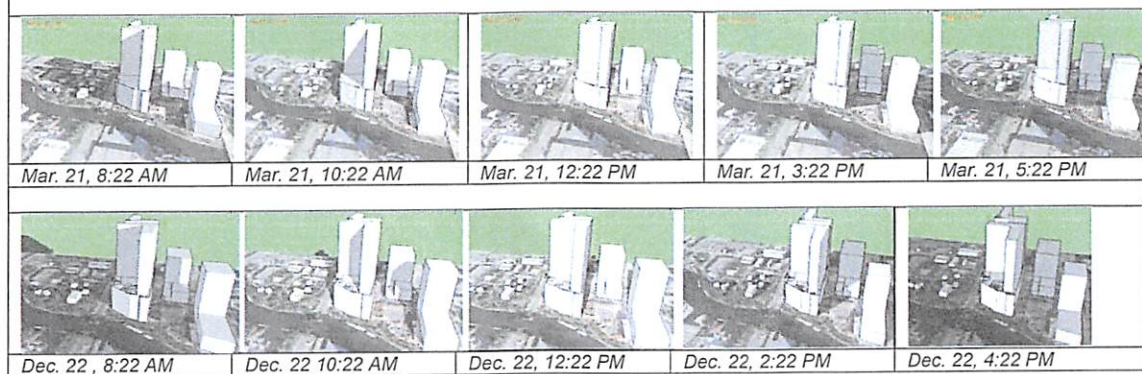 Mar. 21, 8:22 AM
Mar. 21, 10:22 AM
Mar. 21, 12:22 PM
Mar. 21, 3:22 PM
Mar. 21, 5:22 PM
Dec. 22 , 8:22 AM
Dec. 22 10:22 AM
Dec. 22, 12:22 PM
Dec. 22, 2:22 PM
Dec. 22, 4:22 PM